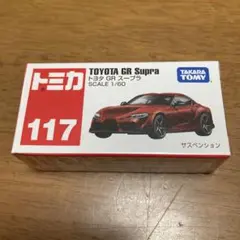 トミカ
TOYOTA GR Supra
トヨタ GR スープラ
SCALE 1/60
TAKARA
TOMY
117
サスペンション